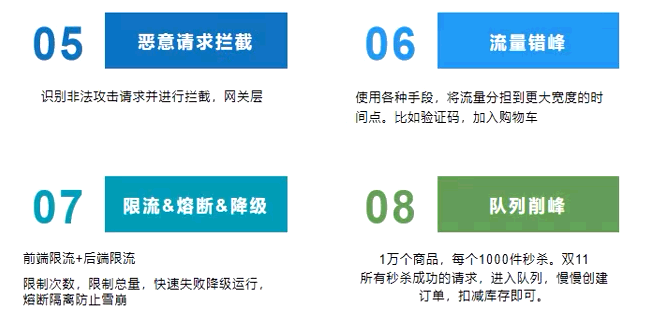 05
恶意请求拦截
识别非法攻击请求并进行拦截，网关层
06
流量错峰
使用各种手段，将流量分担到更大宽度的时
间点。比如验证码，加入购物车
07
限流&熔断&降级
前端限流+后端限流
限制次数，限制总量，快速失败降级运行，
熔断隔离防止雪崩
08
队列削峰
1万个商品，每个1000件秒杀。双11
所有秒杀成功的请求，进入队列，慢慢创建
订单，扣减库存即可。